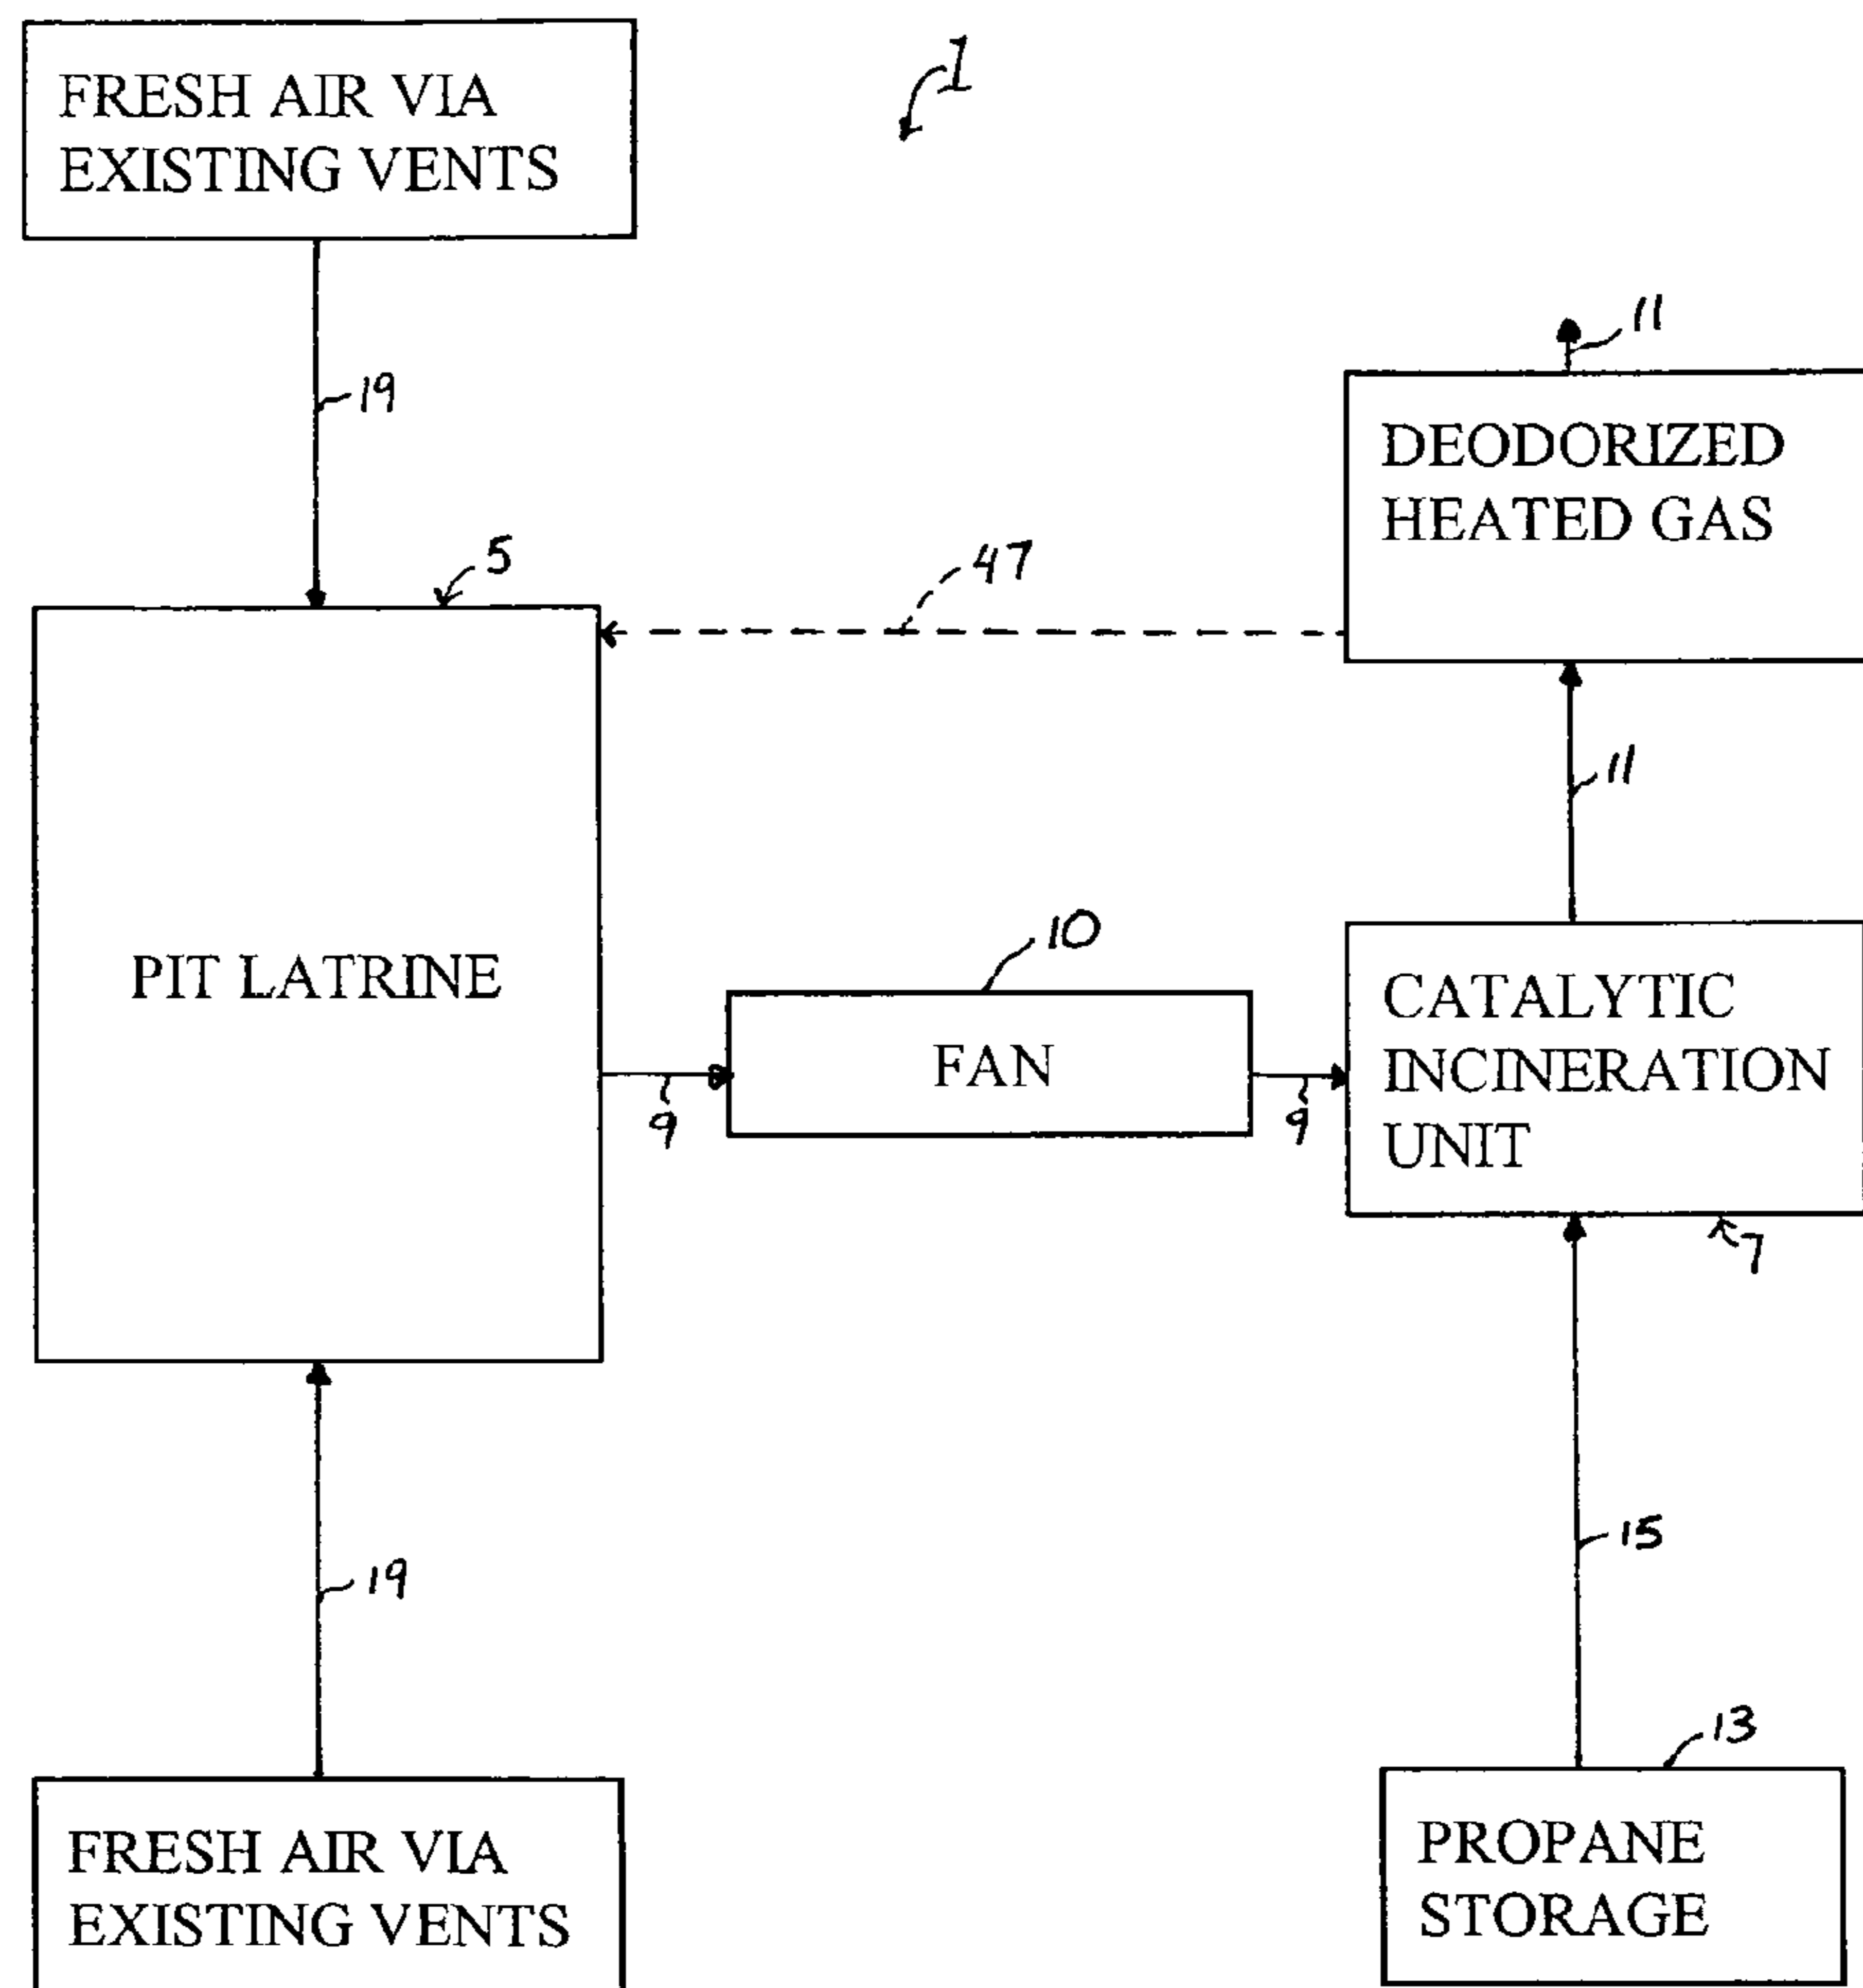 FRESH AIR VIA
EXISTING VENTS
1
11
19
DEODORIZED
HEATED GAS
5
47
11
10
PIT LATRINE
FAN
CATALYTIC
INCINERATION
UNIT
9
9
7
15
19
13
FRESH AIR VIA
EXISTING VENTS
PROPANE
STORAGE